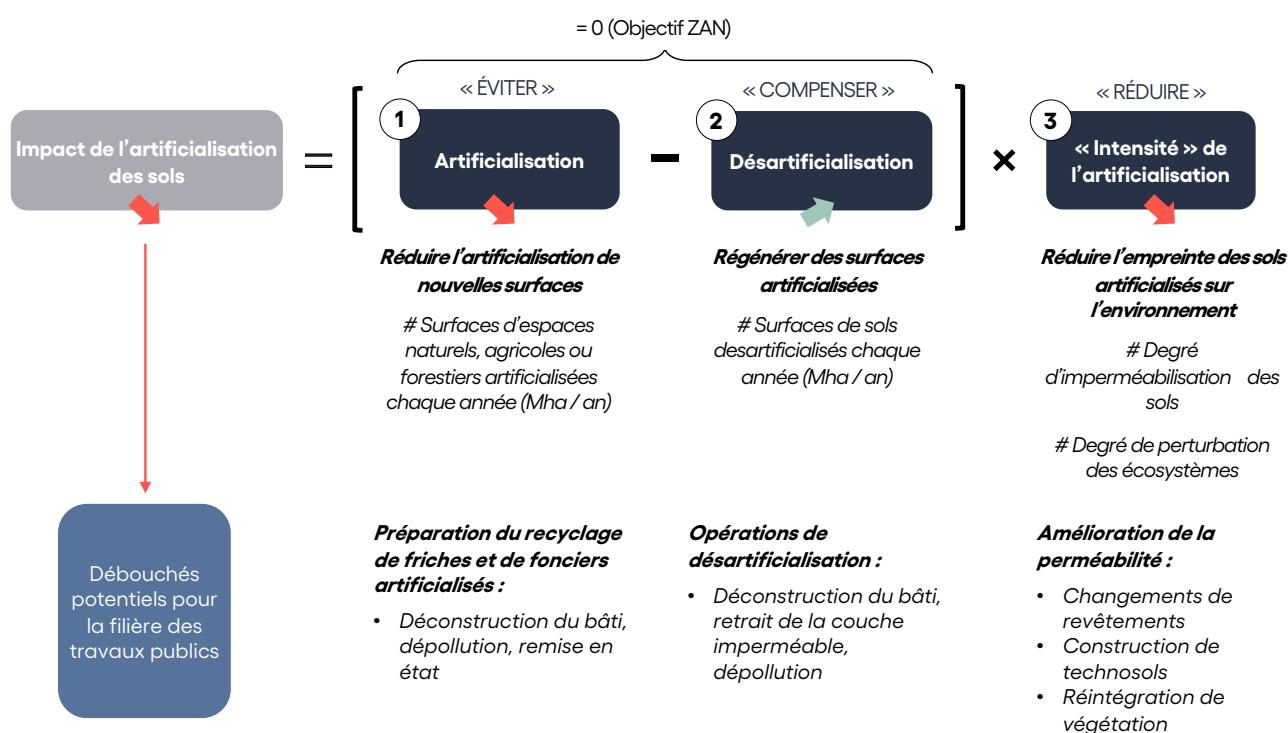 = 0 (Objectif ZAN)
« ÉVITER »
« COMPENSER »
« RÉDUIRE »
Impact de l'artificialisation
des sols
=
[
1
Artificialisation
–
2
Désartificialisation
]
×
3
« Intensité » de
l'artificialisation
Réduire l'artificialisation de
nouvelles surfaces
# Surfaces d'espaces
naturels, agricoles ou
forestiers artificialisées
chaque année (Mha / an)
Régénérer des surfaces
artificialisées
# Surfaces de sols
desartificialisés chaque
année (Mha / an)
Réduire l'empreinte des sols
artificialisés sur
l'environnement
# Degré
d'imperméabilisation des
sols
# Degré de perturbation
des écosystèmes
Débouchés
potentiels pour
la filière des
travaux publics
Préparation du recyclage
de friches et de fonciers
artificialisés :
• Déconstruction du bâti,
dépollution, remise en
état
Opérations de
désartificialisation :
• Déconstruction du bâti,
retrait de la couche
imperméable,
dépollution
Amélioration de la
perméabilité :
• Changements de
revêtements
• Construction de
technosols
• Réintégration de
végétation